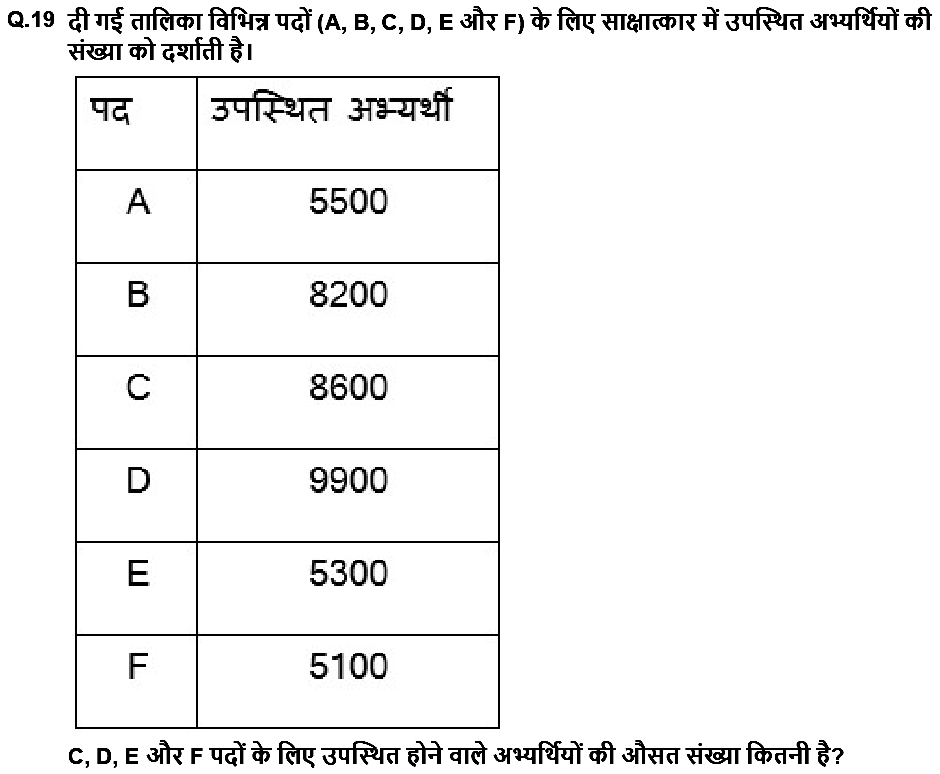 Q.19 दी गई तालिका विभिन्न पदों (A, B, C, D, E और F) के लिए साक्षात्कार में उपस्थित अभ्यर्थियों की
संख्या को दर्शाती है।
पद उपस्थित अभ्यर्थी
A 5500
B 8200
C 8600
D 9900
E 5300
F 5100
C, D, E और F पदों के लिए उपस्थित होने वाले अभ्यर्थियों की औसत संख्या कितनी है?